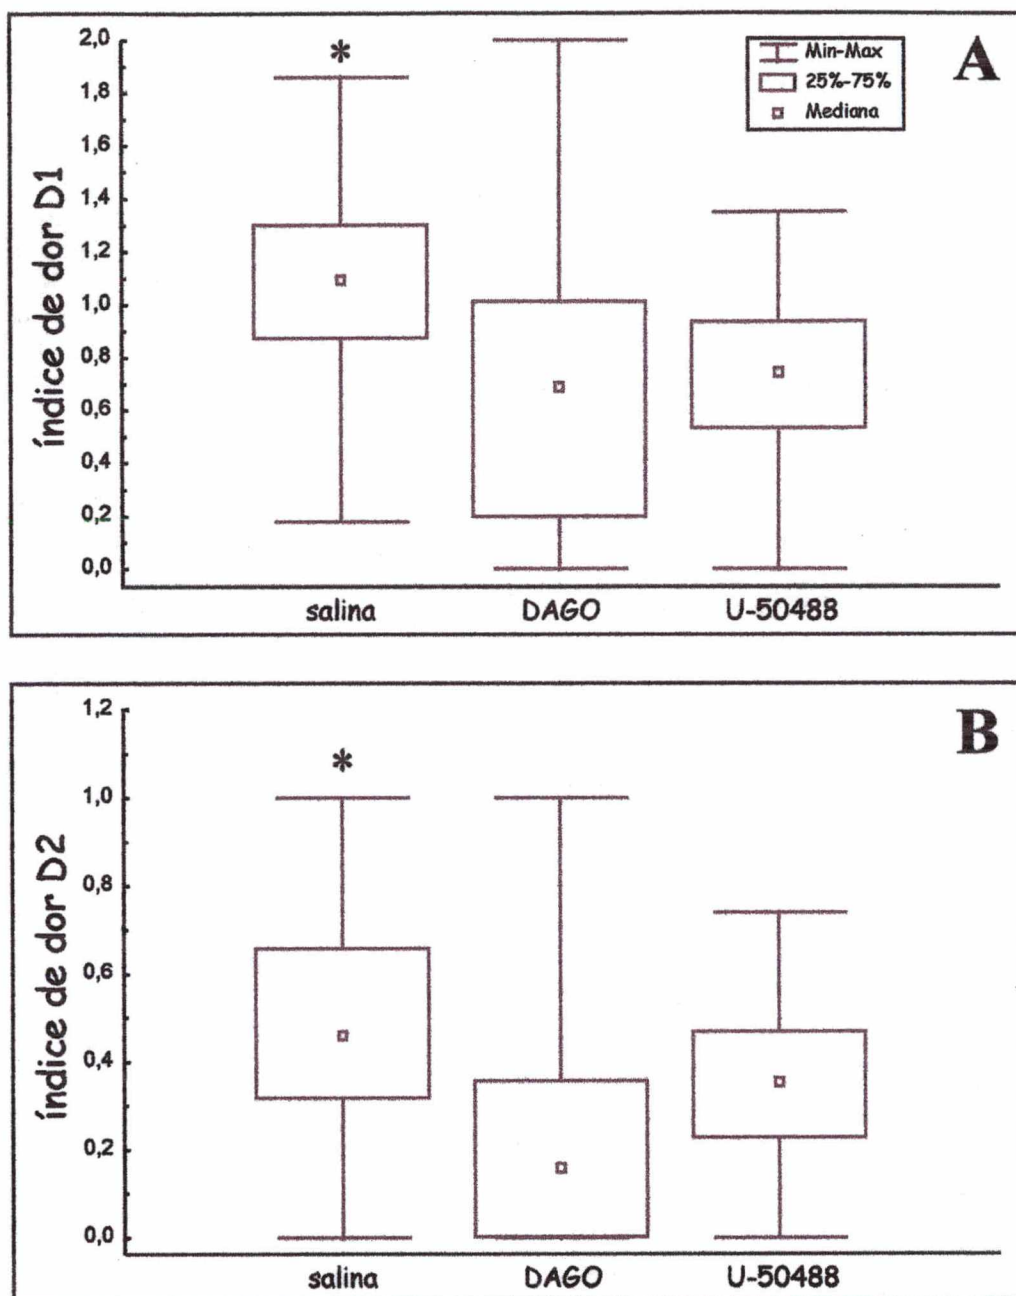 A
Min-Max
25%-75%
Mediana
*
índice de dor D1
2,0
1,8
1,6
1,4
1,2
1,0
0,8
0,6
0,4
0,2
0,0
salina DAGO U-50488
B
*
índice de dor D2
1,2
1,0
0,8
0,6
0,4
0,2
0,0
salina DAGO U-50488